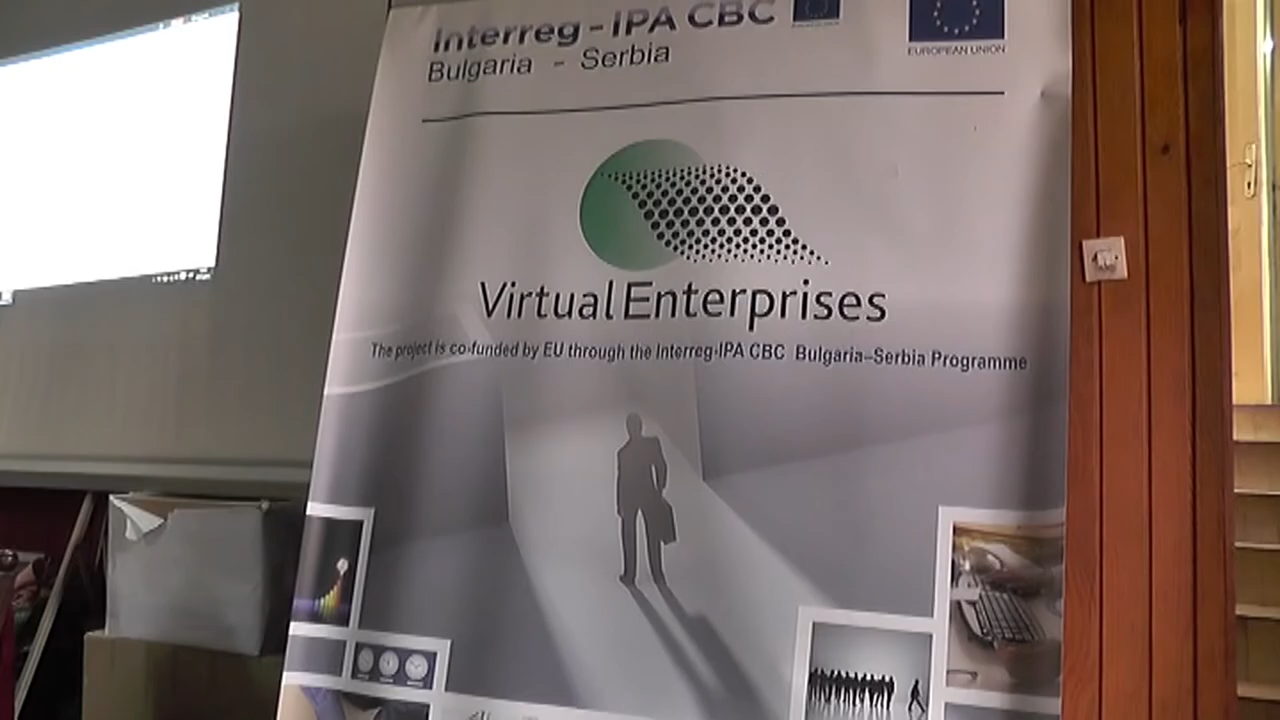 Interreg - IPA CBC
Bulgaria - Serbia
EUROPEAN UNION
Virtual Enterprises
The project is co-funded by EU through the Interreg-IPA CBC Bulgaria–Serbia Programme